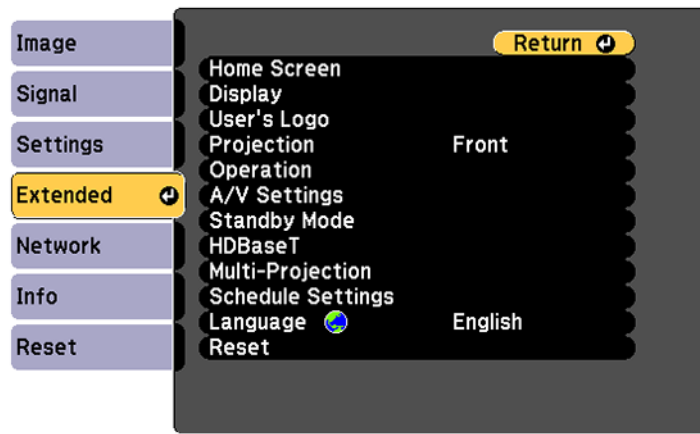 Image
Signal
Settings
Extended
Network
Info
Reset
Return
Home Screen
Display
User's Logo
Projection Front
Operation
A/V Settings
Standby Mode
HDBaseT
Multi-Projection
Schedule Settings
Language English
Reset